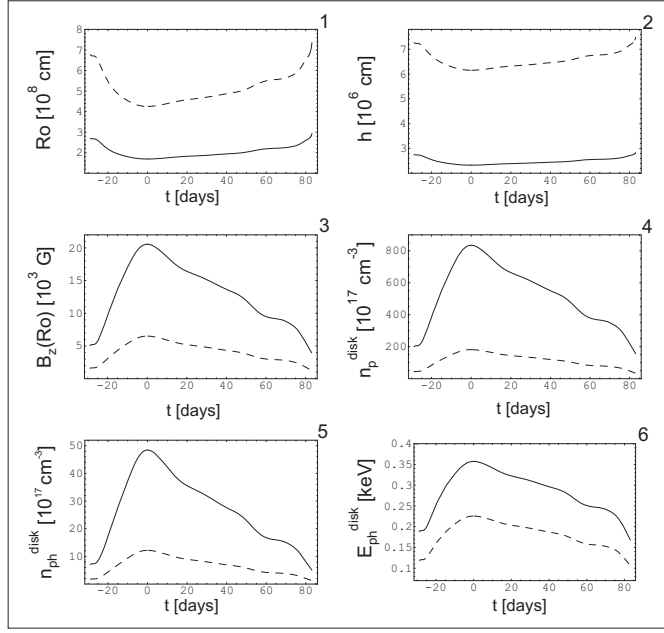 1
Ro [10^8 cm]
8
7
6
5
4
3
2
-20 0 20 40 60 80
t [days]
2
h [10^6 cm]
7
6
5
4
3
-20 0 20 40 60 80
t [days]
3
B_z(Ro) [10^3 G]
20
15
10
5
-20 0 20 40 60 80
t [days]
4
n_p^disk [10^17 cm^-3]
800
600
400
200
-20 0 20 40 60 80
t [days]
5
n_ph^disk [10^17 cm^-3]
50
40
30
20
10
-20 0 20 40 60 80
t [days]
6
E_ph^disk [keV]
0.4
0.35
0.3
0.25
0.2
0.15
0.1
-20 0 20 40 60 80
t [days]